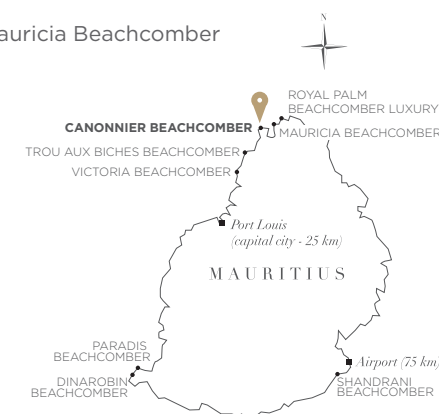 auricia Beachcomber
N
ROYAL PALM
BEACHCOMBER LUXURY
CANONNIER BEACHCOMBER
MAURICIA BEACHCOMBER
TROU AUX BICHES BEACHCOMBER
VICTORIA BEACHCOMBER
Port Louis
(capital city - 25 km)
MAURITIUS
PARADIS
BEACHCOMBER
Airport (75 km)
DINAROBIN
BEACHCOMBER
SHANDRANI
BEACHCOMBER